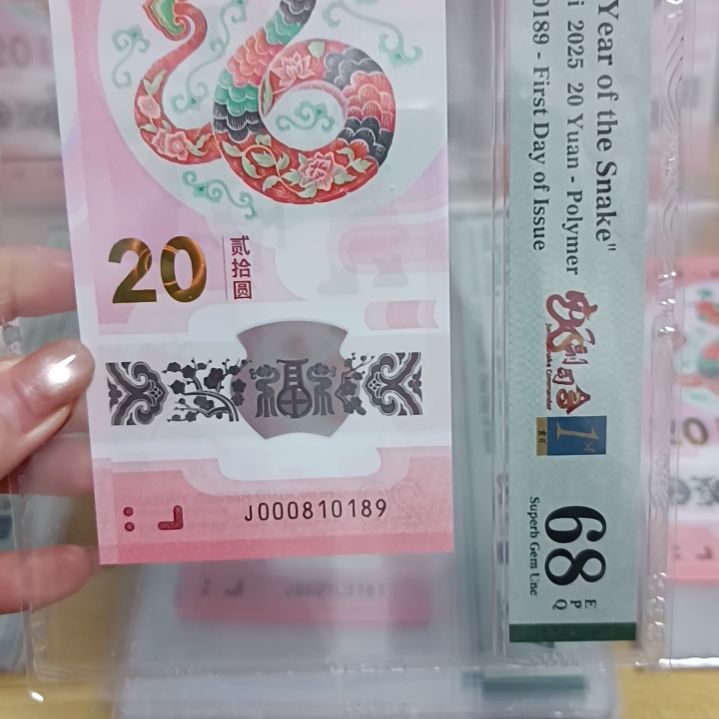 20
贰拾圆
福
J000810189
Year of the Snake"
i 2025 20 Yuan - Polymer
0189 - First Day of Issue
1st
68
E
P
Q
Superb Gem Unc